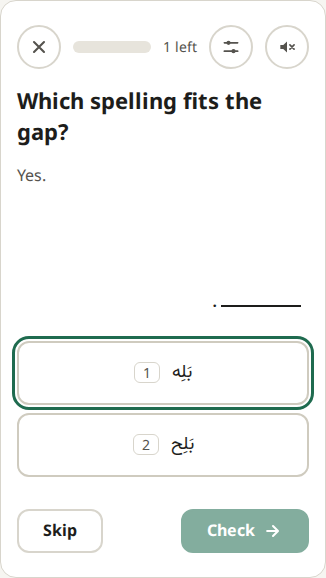 1 left
Which spelling fits the
gap?
Yes.
.
1 بَلِه
2 بَلِح
Skip
Check